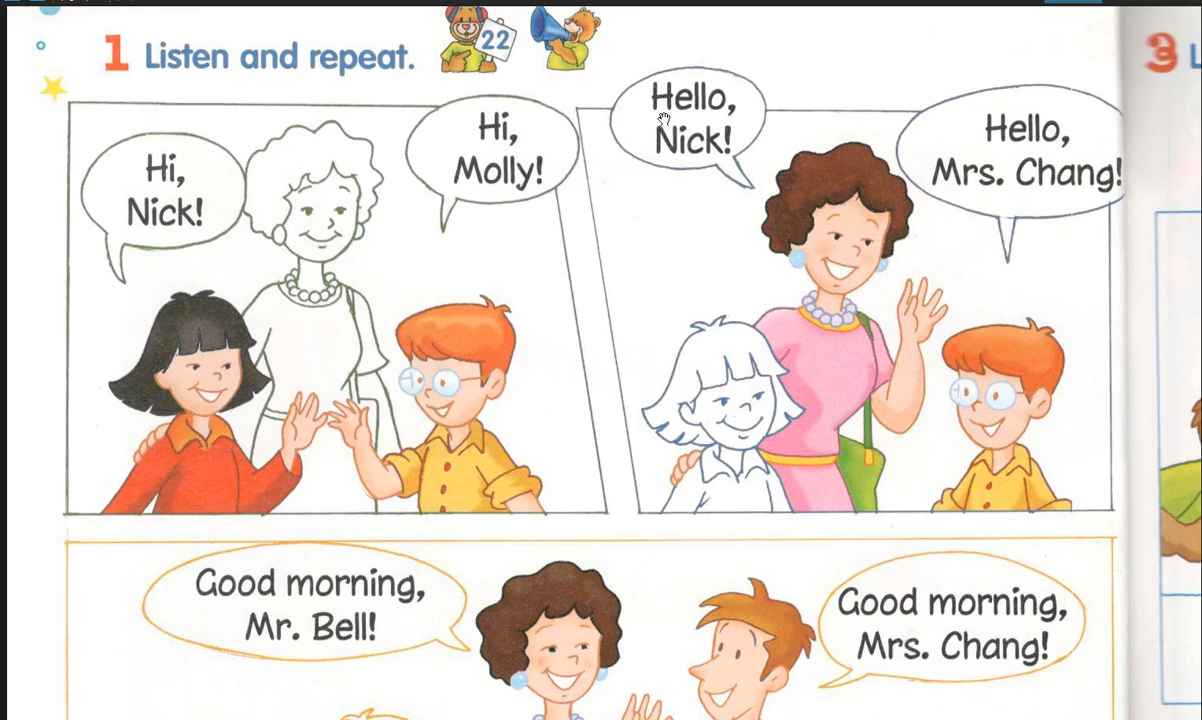 1 Listen and repeat.
22
Hi,
Nick!
Hi,
Molly!
Hello,
Nick!
Hello,
Mrs. Chang!
Good morning,
Mr. Bell!
Good morning,
Mrs. Chang!
3